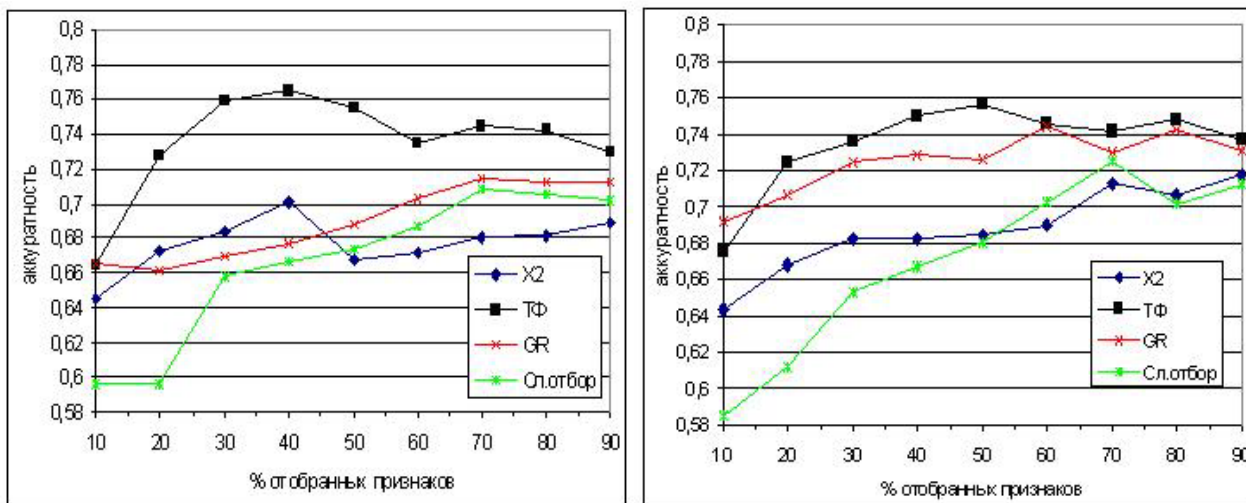 0,8
0,78
0,76
0,74
0,72
0,7
0,68
0,66
0,64
0,62
0,6
0,58
аккуратность
10 20 30 40 50 60 70 80 90
% отобранных признаков
X2
ТФ
GR
Сл.отбор
0,8
0,78
0,76
0,74
0,72
0,7
0,68
0,66
0,64
0,62
0,6
0,58
аккуратность
10 20 30 40 50 60 70 80 90
% отобранных признаков
X2
ТФ
GR
Сл.отбор